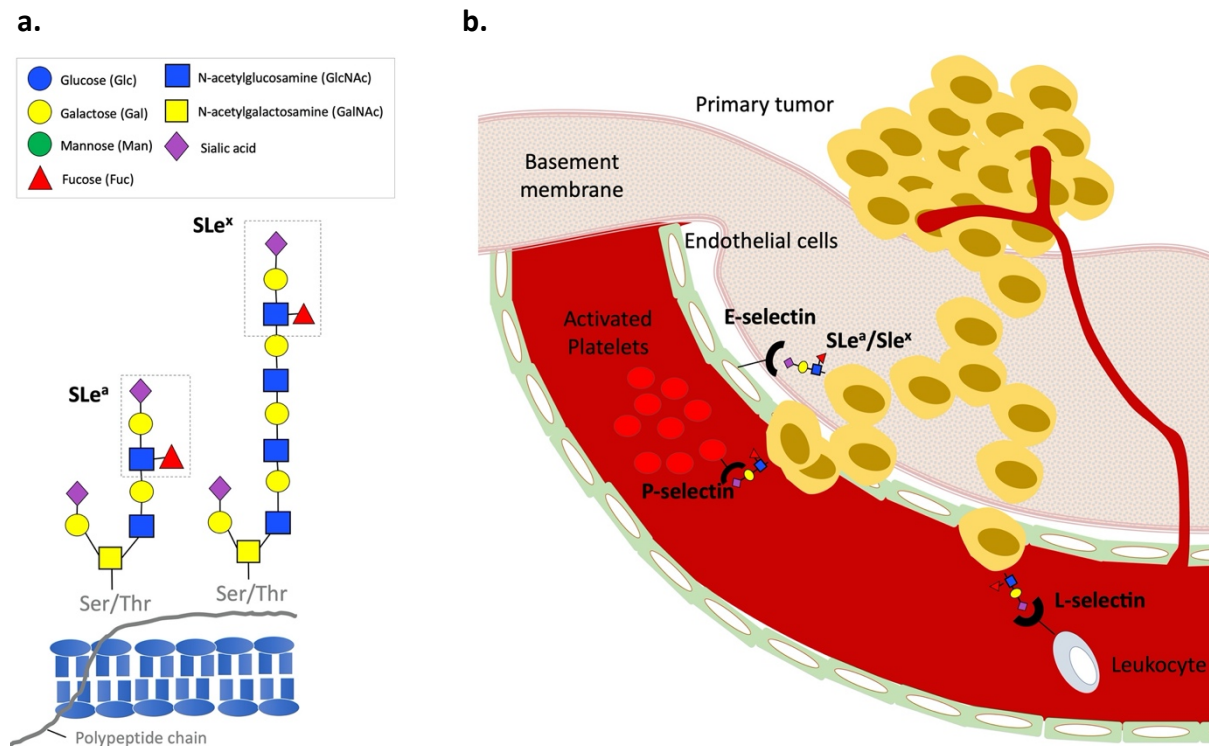 a.
Glucose (Glc)
N-acetylglucosamine (GlcNAc)
Galactose (Gal)
N-acetylgalactosamine (GalNAc)
Mannose (Man)
Sialic acid
Fucose (Fuc)
SLeˣ
SLeᵃ
Ser/Thr
Ser/Thr
Polypeptide chain
b.
Primary tumor
Basement
membrane
Endothelial cells
E-selectin
SLeᵃ/Sleˣ
Activated
Platelets
P-selectin
L-selectin
Leukocyte